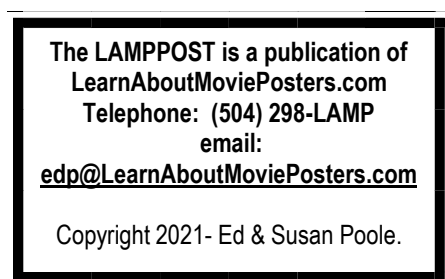 The LAMPPOST is a publication of
LearnAboutMoviePosters.com
Telephone: (504) 298-LAMP
email:
edp@LearnAboutMoviePosters.com
Copyright 2021- Ed & Susan Poole.